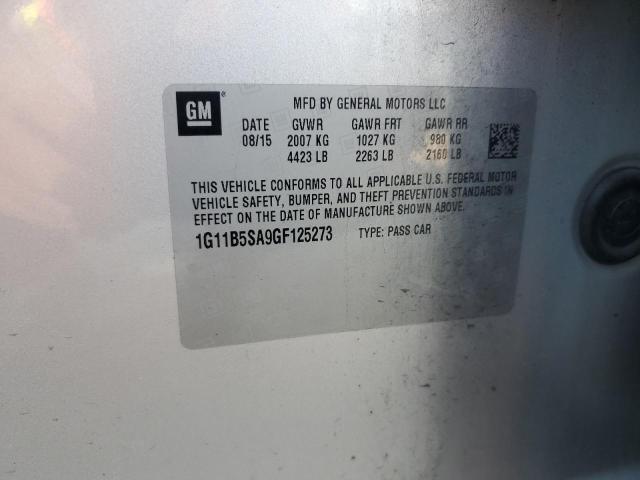 GM®
MFD BY GENERAL MOTORS LLC
DATE GVWR GAWR FRT GAWR RR
08/15 2007 KG 1027 KG 980 KG
4423 LB 2263 LB 2160 LB
THIS VEHICLE CONFORMS TO ALL APPLICABLE U.S. FEDERAL MOTOR
VEHICLE SAFETY, BUMPER, AND THEFT PREVENTION STANDARDS IN
EFFECT ON THE DATE OF MANUFACTURE SHOWN ABOVE.
1G11B5SA9GF125273 TYPE: PASS CAR